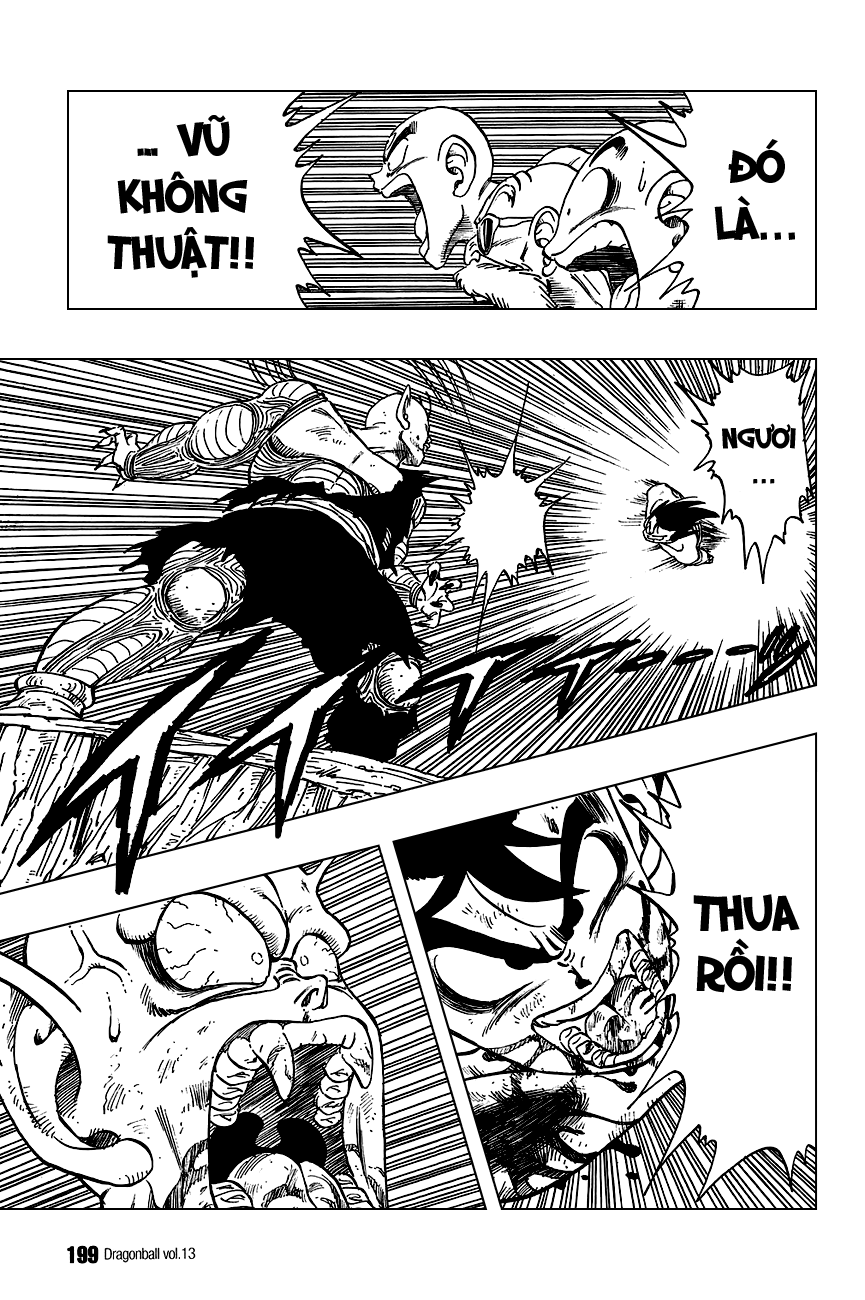 ĐÓ
LÀ...
... VŨ
KHÔNG
THUẬT!!
NGƯƠI
...
THUA
RỒI!!
199 Dragonball vol.13